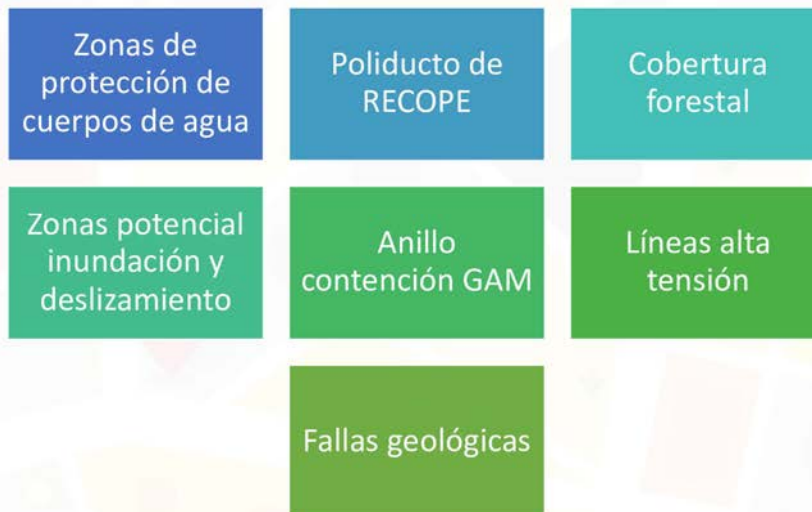 Zonas de
protección de
cuerpos de agua
Poliducto de
RECOPE
Cobertura
forestal
Zonas potencial
inundación y
deslizamiento
Anillo
contención GAM
Líneas alta
tensión
Fallas geológicas